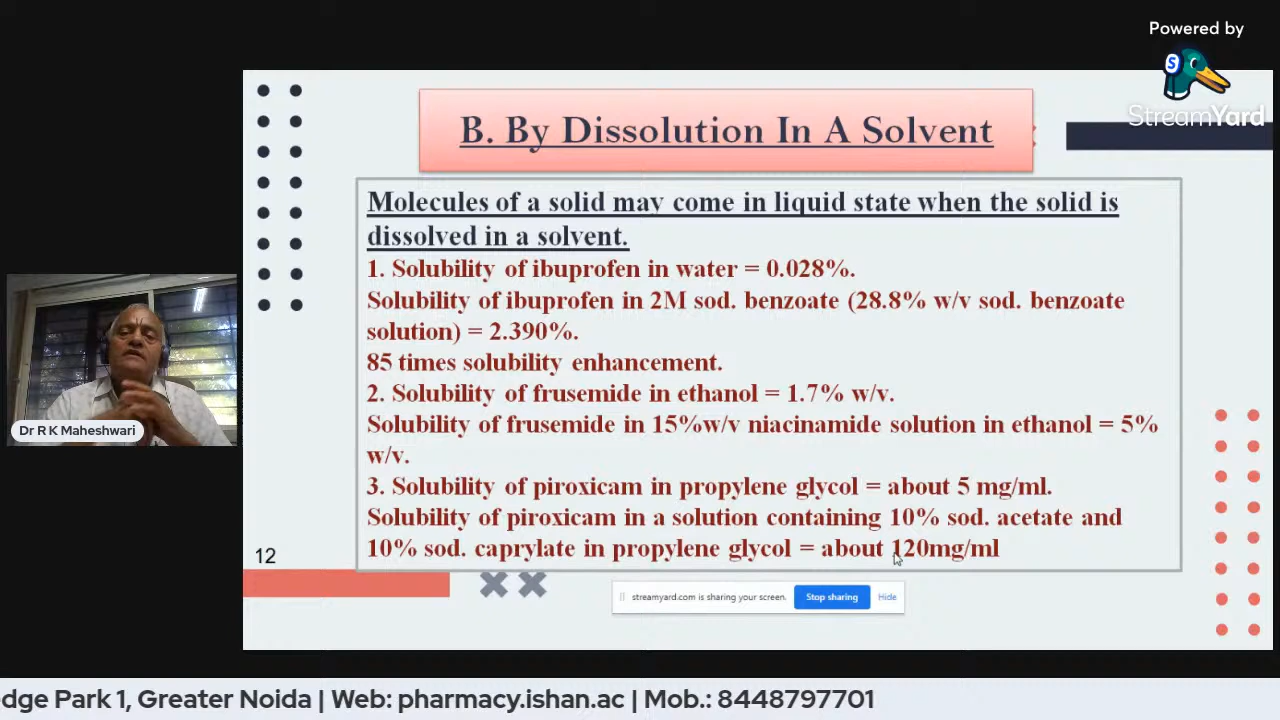 Powered by
StreamYard
B. By Dissolution In A Solvent
Molecules of a solid may come in liquid state when the solid is
dissolved in a solvent.
1. Solubility of ibuprofen in water = 0.028%.
Solubility of ibuprofen in 2M sod. benzoate (28.8% w/v sod. benzoate
solution) = 2.390%.
85 times solubility enhancement.
2. Solubility of frusemide in ethanol = 1.7% w/v.
Solubility of frusemide in 15%w/v niacinamide solution in ethanol = 5%
w/v.
3. Solubility of piroxicam in propylene glycol = about 5 mg/ml.
Solubility of piroxicam in a solution containing 10% sod. acetate and
10% sod. caprylate in propylene glycol = about 120mg/ml
12
Dr R K Maheshwari
streamyard.com is sharing your screen. Stop sharing Hide
dge Park 1, Greater Noida | Web: pharmacy.ishan.ac | Mob.: 8448797701